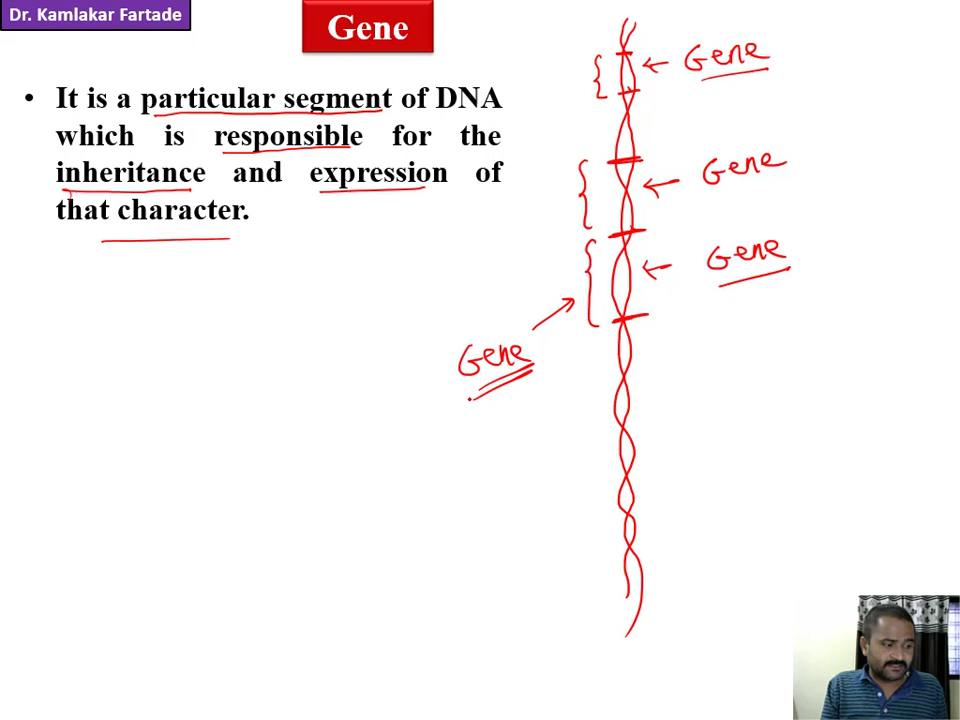 Dr. Kamlakar Fartade
Gene
• It is a particular segment of DNA
which is responsible for the
inheritance and expression of
that character.
Gene
Gene
Gene
Gene